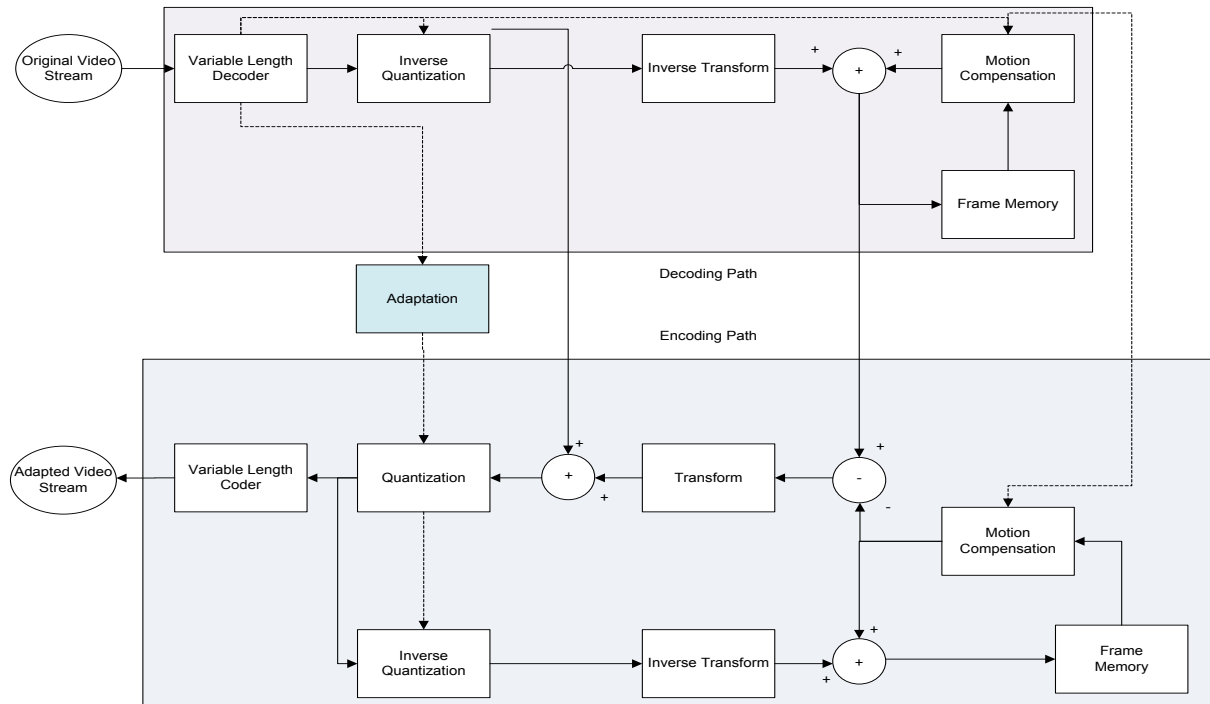 Original Video
Stream
Variable Length
Decoder
Inverse
Quantization
Inverse Transform
+
+
+
Motion
Compensation
Frame Memory
Decoding Path
Adaptation
Encoding Path
Adapted Video
Stream
Variable Length
Coder
Quantization
+
+
+
Transform
+
-
-
Motion
Compensation
Inverse
Quantization
Inverse Transform
+
+
+
Frame
Memory